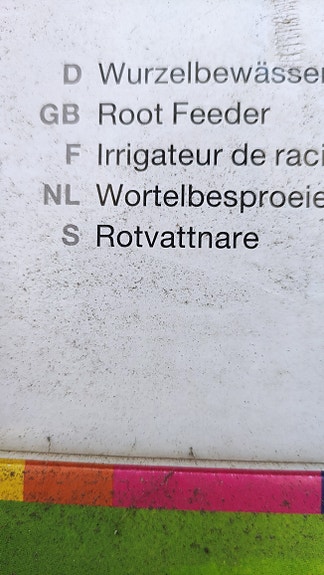 D Wurzelbewässer
GB Root Feeder
F Irrigateur de raci
NL Wortelbesproeie
S Rotvattnare